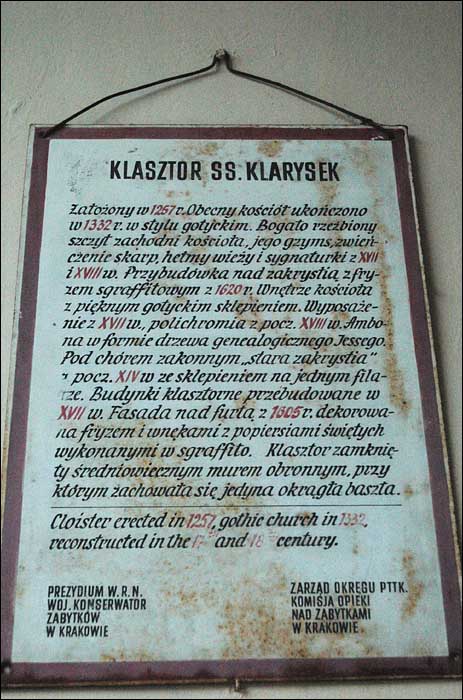 KLASZTOR SS. KLARYSEK
Założony w 1257 r. Obecny kościół ukończono
w 1332 r. w stylu gotyckim. Bogato rzeźbiony
szczyt zachodni kościoła, jego gzyms, zwień-
czenie skarp, hełmy wieży i sygnaturki z XVII
i XVIII w. Przybudówka nad zakrystią z fry-
zem sgraffitowym z 1620 r. Wnętrze kościoła
z pięknym gotyckim sklepieniem. Wyposaże-
nie z XVII w., polichromia z pocz. XVIII w. Ambo-
na w formie drzewa genealogicznego Jessego.
Pod chórem zakonnym „stara zakrystia”
z pocz. XIV w ze sklepieniem na jednym fila-
rze. Budynki klasztorne przebudowane w
XVII w. Fasada nad furtą z 1605 r. dekorowa-
na fryzem i wnękami z popiersiami świętych
wykonanymi w sgraffito. Klasztor zamknię-
ty średniowiecznym murem obronnym, przy
którym zachowała się jedyna okrągła baszta.
Cloister erected in 1257, gothic church in 1332,
reconstructed in the 17th and 18th century.
PREZYDIUM W.R.N.
WOJ. KONSERWATOR
ZABYTKÓW
W KRAKOWIE
ZARZĄD OKRĘGU PTTK.
KOMISJA OPIEKI
NAD ZABYTKAMI
W KRAKOWIE.